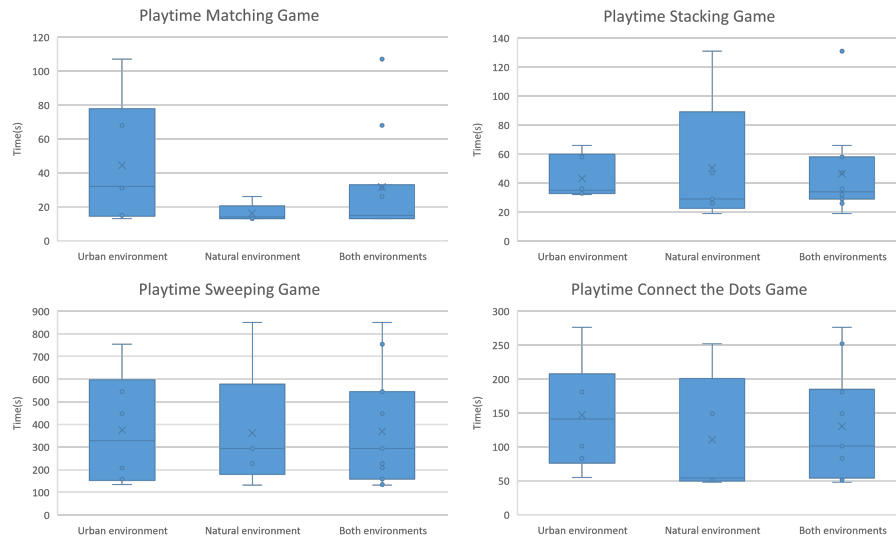 Playtime Matching Game
120
100
80
60
40
20
0
Time(s)
Urban environment Natural environment Both environments
Playtime Stacking Game
140
120
100
80
60
40
20
0
Time(s)
Urban environment Natural environment Both environments
Playtime Sweeping Game
900
800
700
600
500
400
300
200
100
0
Time(s)
Urban environment Natural environment Both environments
Playtime Connect the Dots Game
300
250
200
150
100
50
0
Time(s)
Urban environment Natural environment Both environments